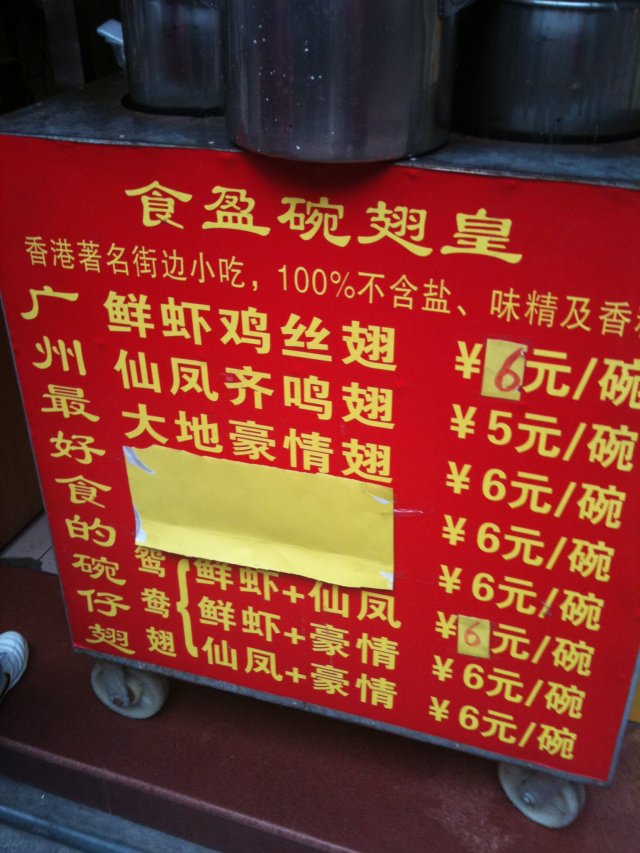 食盈碗翅皇
香港著名街边小吃，100%不含盐、味精及香
广州最好食的碗仔翅
鲜虾鸡丝翅 ¥6元/碗
仙凤齐鸣翅 ¥5元/碗
大地豪情翅 ¥6元/碗
¥6元/碗
¥6元/碗
鸳鸯翅
鲜虾+仙凤 ¥6元/碗
鲜虾+豪情 ¥6元/碗
仙凤+豪情 ¥6元/碗